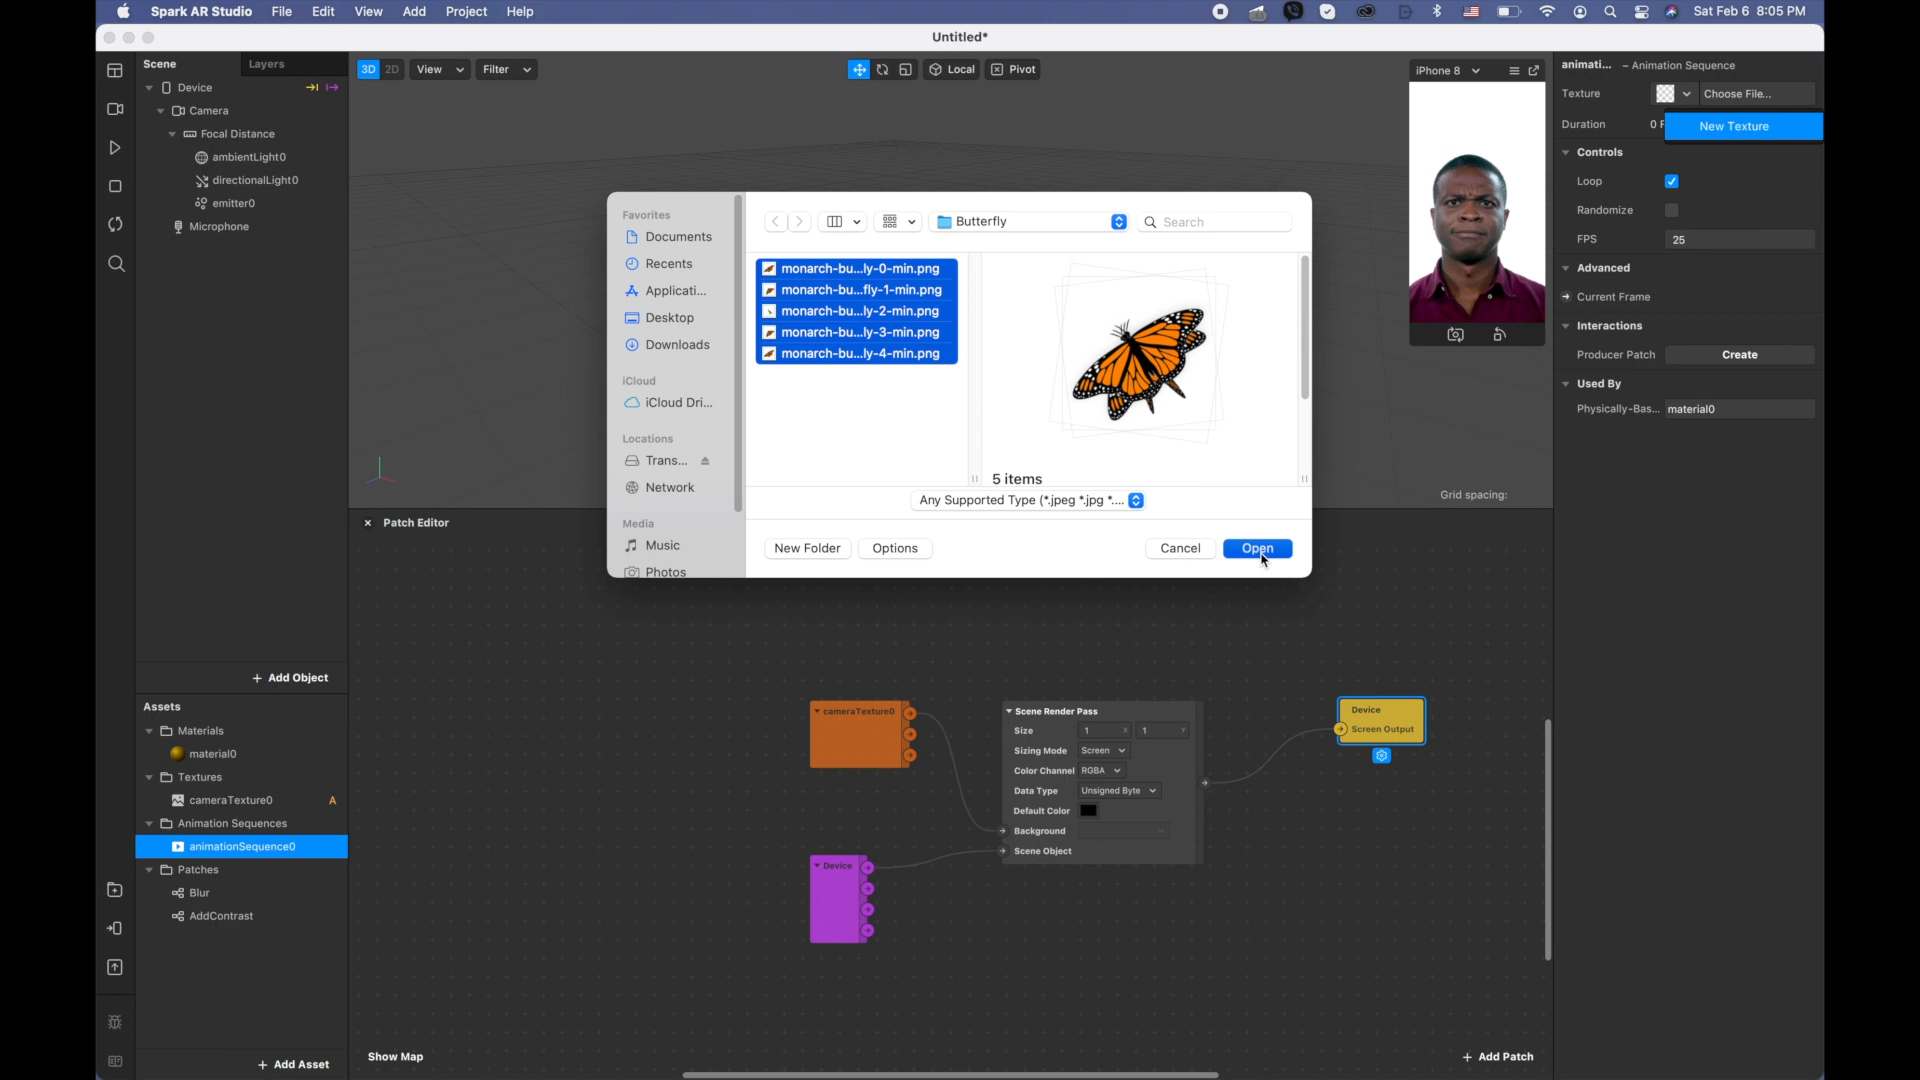 Spark AR Studio File Edit View Add Project Help
Sat Feb 6 8:05 PM
Untitled*
Scene Layers
Device
Camera
Focal Distance
ambientLight0
directionalLight0
emitter0
Microphone
+ Add Object
Assets
Materials
material0
Textures
cameraTexture0 A
Animation Sequences
animationSequence0
Patches
Blur
AddContrast
+ Add Asset
3D 2D View Filter
Local Pivot
iPhone 8
Grid spacing:
Favorites
Documents
Recents
Applicati...
Desktop
Downloads
iCloud
iCloud Dri...
Locations
Trans...
Network
Media
Music
Photos
Butterfly
Search
monarch-bu...ly-0-min.png
monarch-bu...fly-1-min.png
monarch-bu...ly-2-min.png
monarch-bu...ly-3-min.png
monarch-bu...ly-4-min.png
5 items
Any Supported Type (*.jpeg *.jpg *....
New Folder Options Cancel Open
Patch Editor
cameraTexture0
Device
Scene Render Pass
Size 1 X 1 Y
Sizing Mode Screen
Color Channel RGBA
Data Type Unsigned Byte
Default Color
Background
Scene Object
Device
Screen Output
Show Map
+ Add Patch
animati... – Animation Sequence
Texture Choose File...
Duration 0 F
New Texture
Controls
Loop
Randomize
FPS 25
Advanced
Current Frame
Interactions
Producer Patch Create
Used By
Physically-Bas... material0